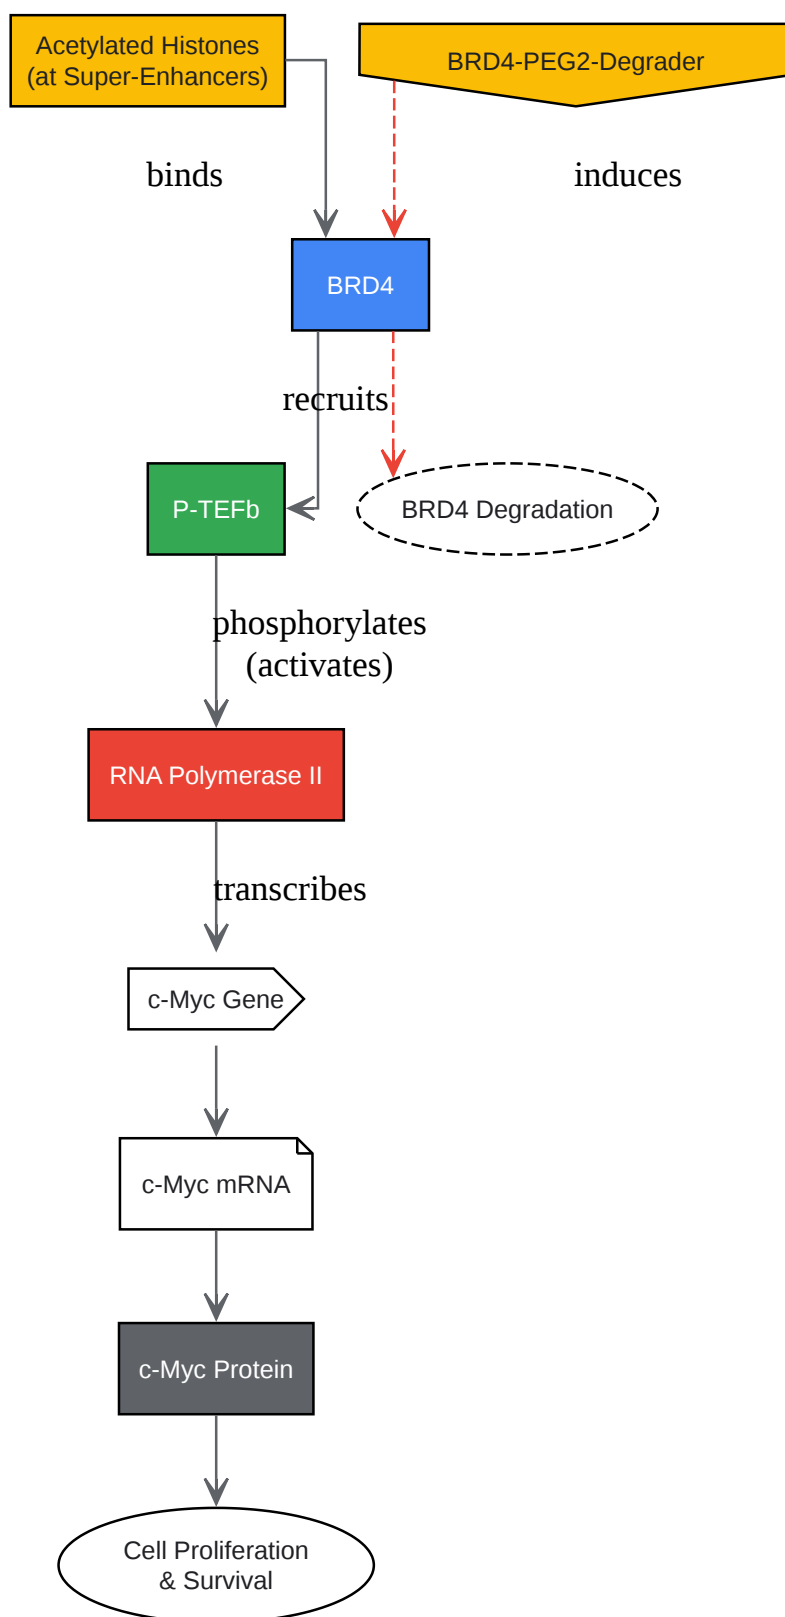 Acetylated Histones
(at Super-Enhancers)
BRD4-PEG2-Degrader
binds
induces
BRD4
recruits
P-TEFb
BRD4 Degradation
phosphorylates
(activates)
RNA Polymerase II
transcribes
c-Myc Gene
c-Myc mRNA
c-Myc Protein
Cell Proliferation
& Survival